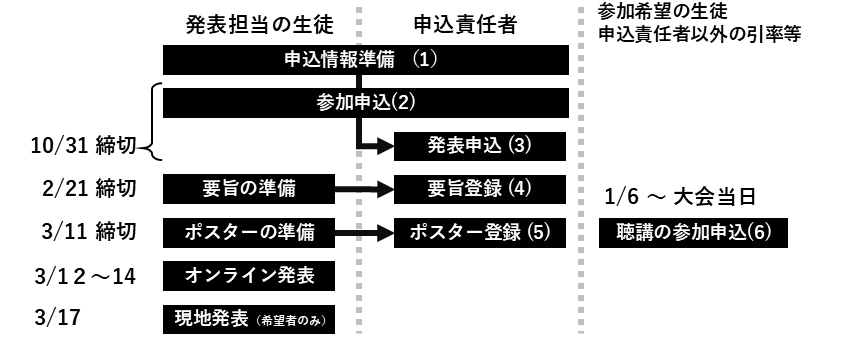 発表担当の生徒
申込責任者
参加希望の生徒
申込責任者以外の引率等
申込情報準備 (1)
参加申込(2)
10/31 締切
発表申込 (3)
2/21 締切
要旨の準備
要旨登録 (4)
1/6 ～ 大会当日
3/11 締切
ポスターの準備
ポスター登録 (5)
聴講の参加申込(6)
3/1２～14
オンライン発表
3/17
現地発表（希望者のみ）